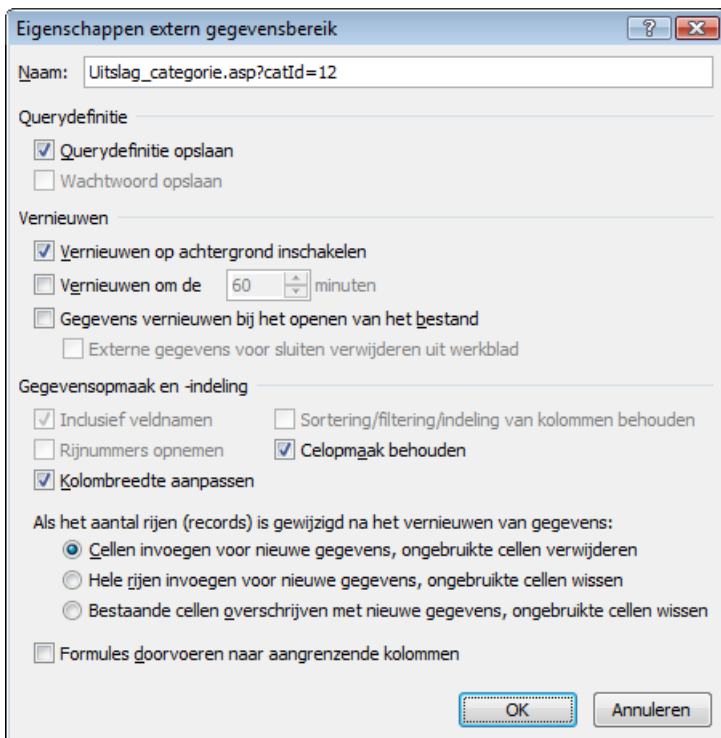 Eigenschappen extern gegevensbereik
Naam: Uitslag_categorie.asp?catId=12
Querydefinitie
Querydefinitie opslaan
Wachtwoord opslaan
Vernieuwen
Vernieuwen op achtergrond inschakelen
Vernieuwen om de 60 minuten
Gegevens vernieuwen bij het openen van het bestand
Externe gegevens voor sluiten verwijderen uit werkblad
Gegevensopmaak en -indeling
Inclusief veldnamen Sortering/filtering/indeling van kolommen behouden
Rijnummers opnemen Celopmaak behouden
Kolombreedte aanpassen
Als het aantal rijen (records) is gewijzigd na het vernieuwen van gegevens:
Cellen invoegen voor nieuwe gegevens, ongebruikte cellen verwijderen
Hele rijen invoegen voor nieuwe gegevens, ongebruikte cellen wissen
Bestaande cellen overschrijven met nieuwe gegevens, ongebruikte cellen wissen
Formules doorvoeren naar aangrenzende kolommen
OK Annuleren